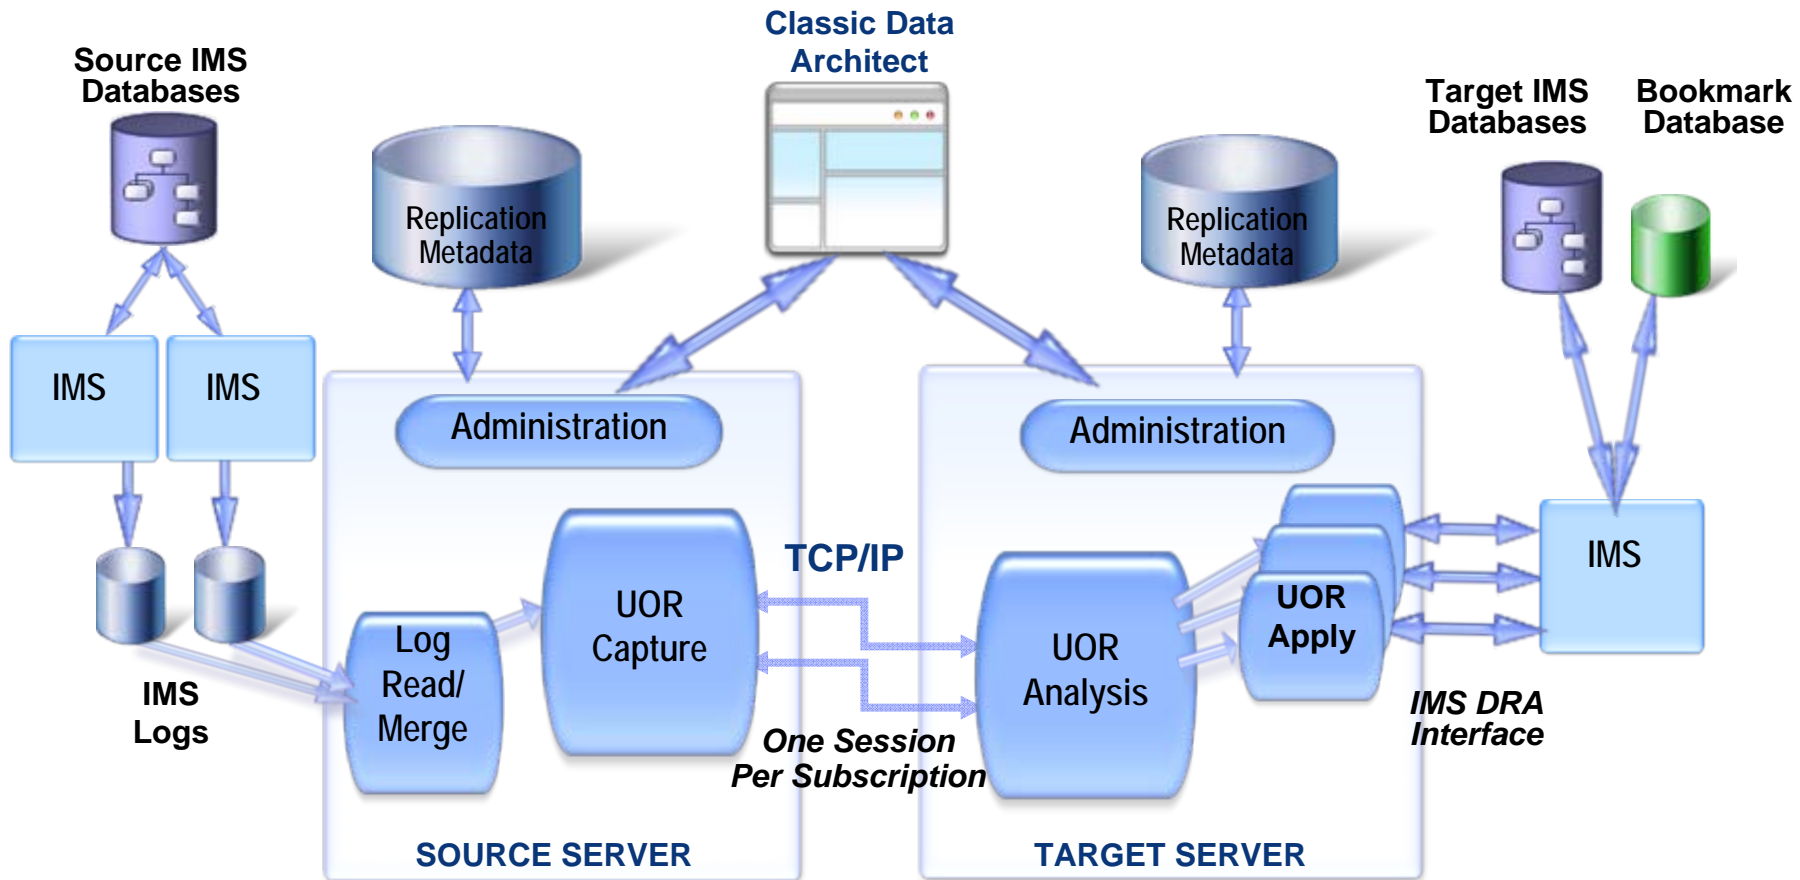 Classic Data
Architect
Source IMS
Databases
Target IMS
Databases
Bookmark
Database
Replication
Metadada
Replication
Metadada
IMS
IMS
Administration
Administration
TCP/IP
UOR
Capture
Log
Read/
Merge
IMS
Logs
UOR
Analysis
UOR
Apply
IMS
IMS DRA
Interface
One Session
Per Subscription
SOURCE SERVER
TARGET SERVER